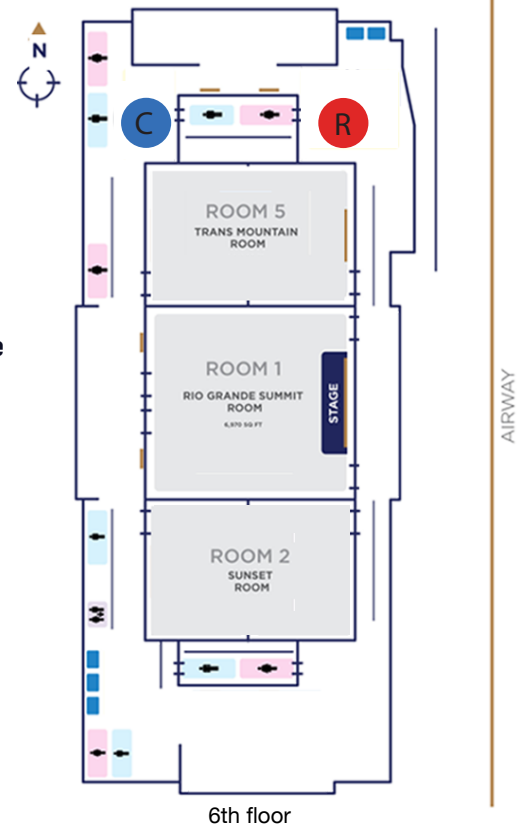 N
C
R
ROOM 5
TRANS MOUNTAIN
ROOM
e
ROOM 1
RIO GRANDE SUMMIT
ROOM
6,970 SQ FT
STAGE
AIRWAY
ROOM 2
SUNSET
ROOM
6th floor